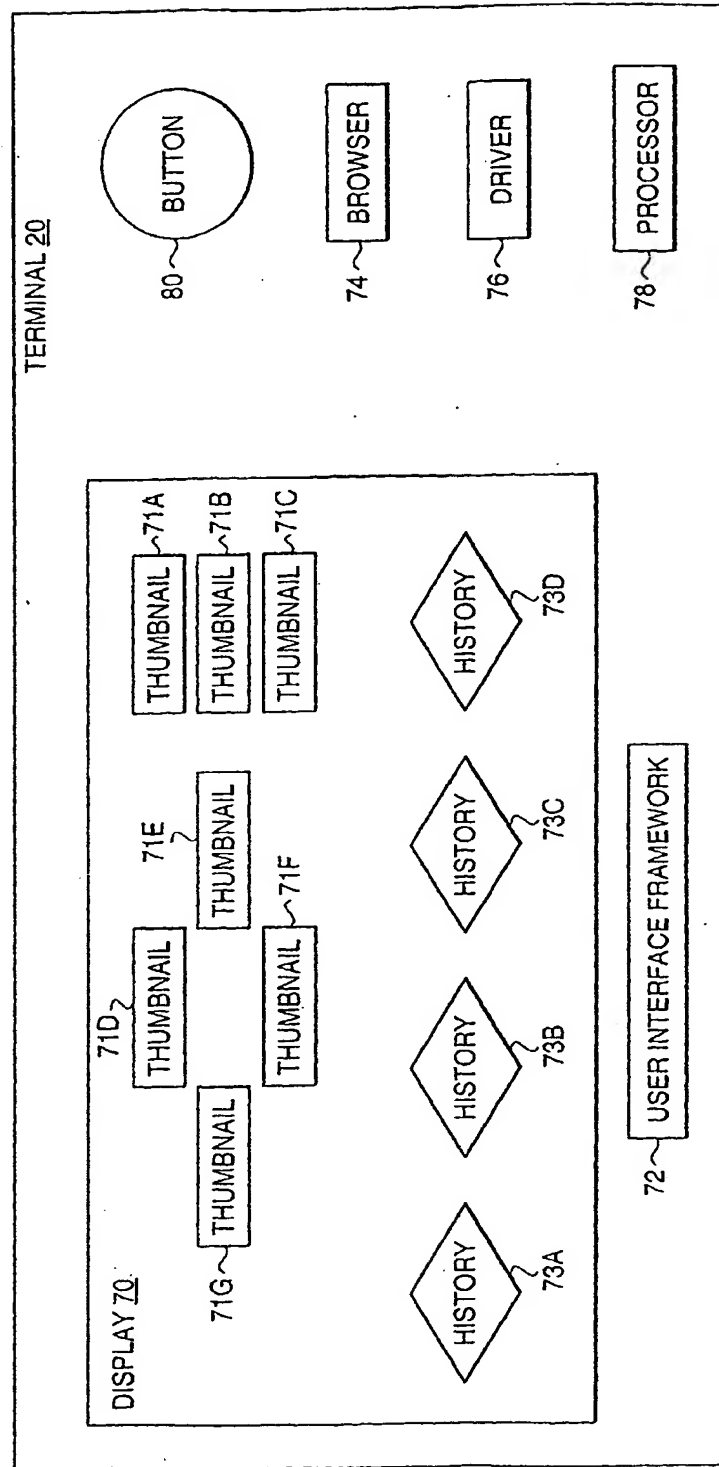 TERMINAL 20
DISPLAY 70
71D
THUMBNAIL
71E
THUMBNAIL
71F
THUMBNAIL
71G
THUMBNAIL
THUMBNAIL
71A
THUMBNAIL
71B
THUMBNAIL
71C
HISTORY
73A
HISTORY
73B
HISTORY
73C
HISTORY
73D
72
USER INTERFACE FRAMEWORK
BUTTON
80
BROWSER
74
DRIVER
76
PROCESSOR
78